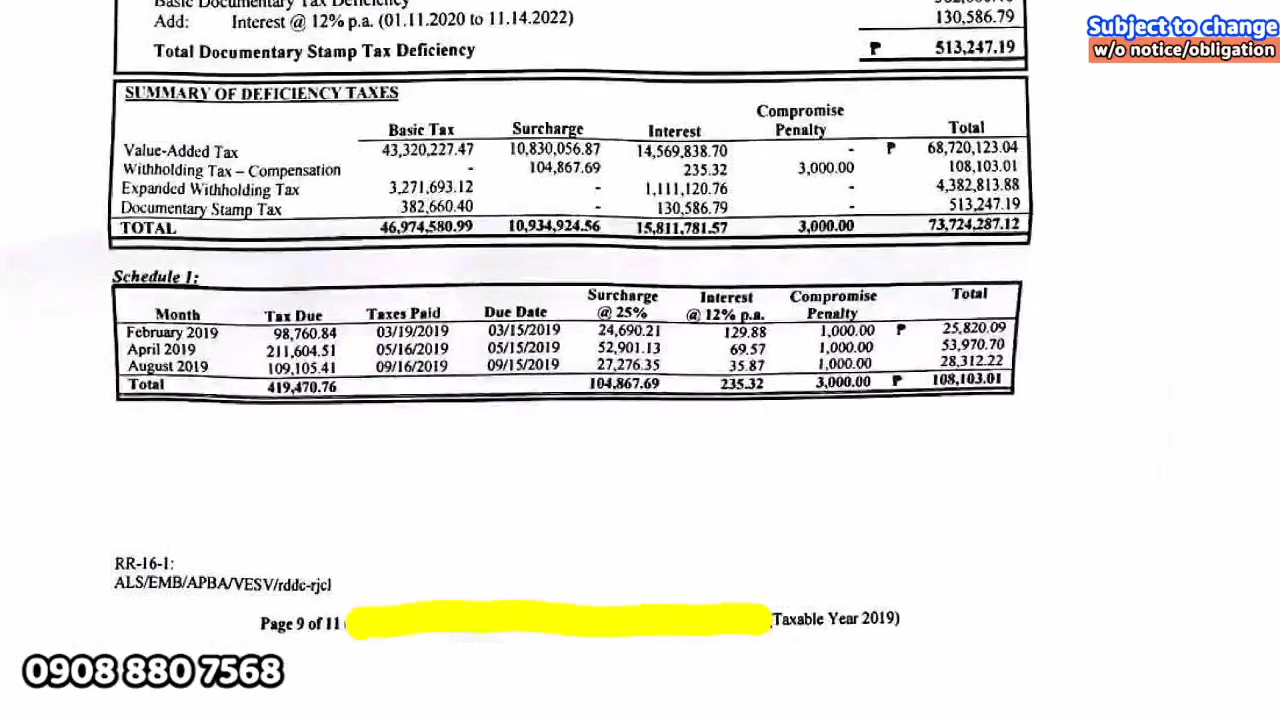 Basic Documentary Tax Deficiency
Add: Interest @ 12% p.a. (01.11.2020 to 11.14.2022) 130,586.79
Total Documentary Stamp Tax Deficiency ₱ 513,247.19
Subject to change
w/o notice/obligation
SUMMARY OF DEFICIENCY TAXES
Basic Tax Surcharge Interest Compromise Penalty Total
Value-Added Tax 43,320,227.47 10,830,056.87 14,569,838.70 - ₱ 68,720,123.04
Withholding Tax – Compensation - 104,867.69 235.32 3,000.00 108,103.01
Expanded Withholding Tax 3,271,693.12 - 1,111,120.76 - 4,382,813.88
Documentary Stamp Tax 382,660.40 - 130,586.79 - 513,247.19
TOTAL 46,974,580.99 10,934,924.56 15,811,781.57 3,000.00 73,724,287.12
Schedule 1:
Month Tax Due Taxes Paid Due Date Surcharge @ 25% Interest @ 12% p.a. Compromise Penalty Total
February 2019 98,760.84 03/19/2019 03/15/2019 24,690.21 129.88 1,000.00 ₱ 25,820.09
April 2019 211,604.51 05/16/2019 05/15/2019 52,901.13 69.57 1,000.00 53,970.70
August 2019 109,105.41 09/16/2019 09/15/2019 27,276.35 35.87 1,000.00 28,312.22
Total 419,470.76 104,867.69 235.32 3,000.00 ₱ 108,103.01
RR-16-1:
ALS/EMB/APBA/VESV/rddc-rjcl
Page 9 of 11 Taxable Year 2019)
0908 880 7568